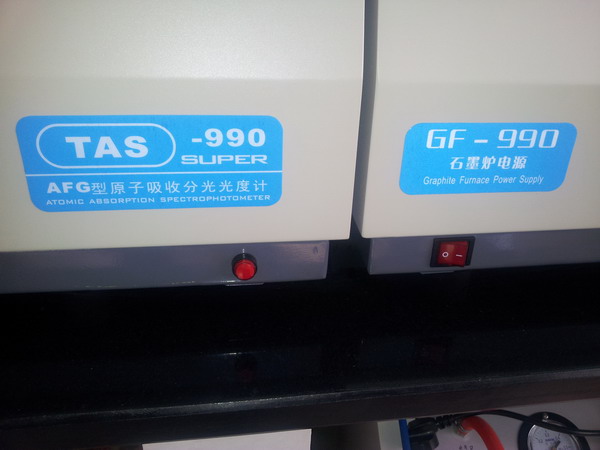 TAS -990
SUPER
AFG型原子吸收分光光度计
ATOMIC ABSORPTION SPECTROPHOTOMETER
GF-990
石墨炉电源
Graphite Furnace Power Supply